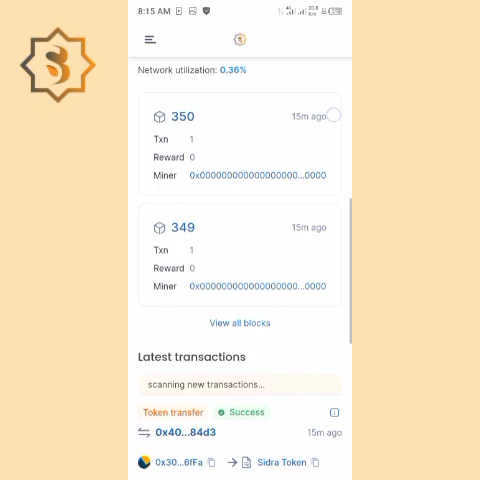 8:15 AM
Network utilization: 0.36%
350 15m ago
Txn 1
Reward 0
Miner 0x000000000000000000...0000
349 15m ago
Txn 1
Reward 0
Miner 0x000000000000000000...0000
View all blocks
Latest transactions
scanning new transactions...
Token transfer Success
0x40...84d3 15m ago
0x30...6fFa Sidra Token